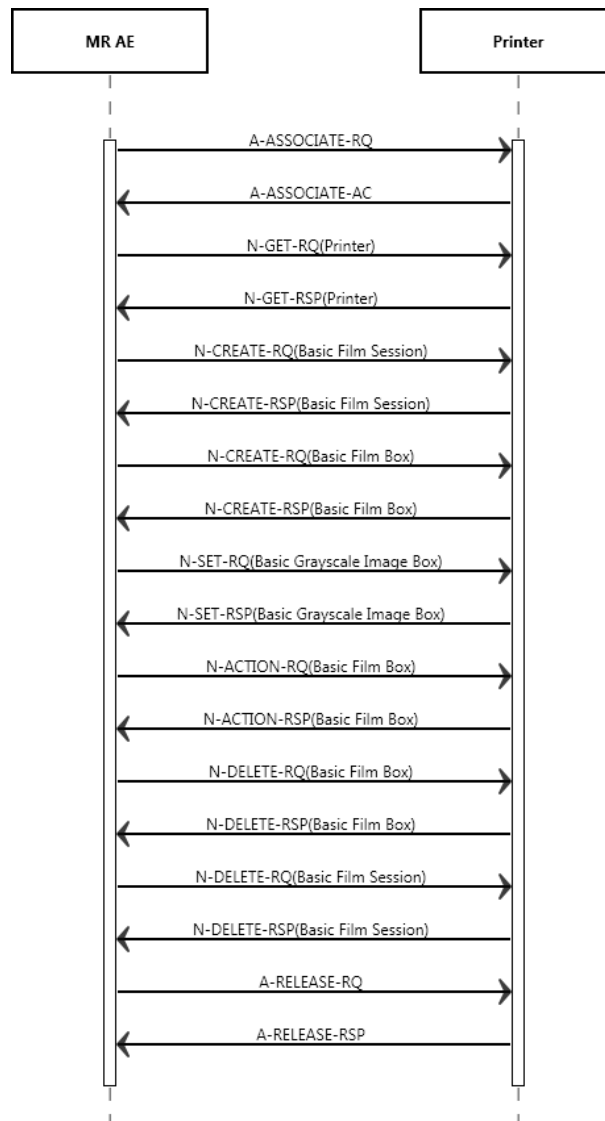 MR AE
Printer
A-ASSOCIATE-RQ
A-ASSOCIATE-AC
N-GET-RQ(Printer)
N-GET-RSP(Printer)
N-CREATE-RQ(Basic Film Session)
N-CREATE-RSP(Basic Film Session)
N-CREATE-RQ(Basic Film Box)
N-CREATE-RSP(Basic Film Box)
N-SET-RQ(Basic Grayscale Image Box)
N-SET-RSP(Basic Grayscale Image Box)
N-ACTION-RQ(Basic Film Box)
N-ACTION-RSP(Basic Film Box)
N-DELETE-RQ(Basic Film Box)
N-DELETE-RSP(Basic Film Box)
N-DELETE-RQ(Basic Film Session)
N-DELETE-RSP(Basic Film Session)
A-RELEASE-RQ
A-RELEASE-RSP